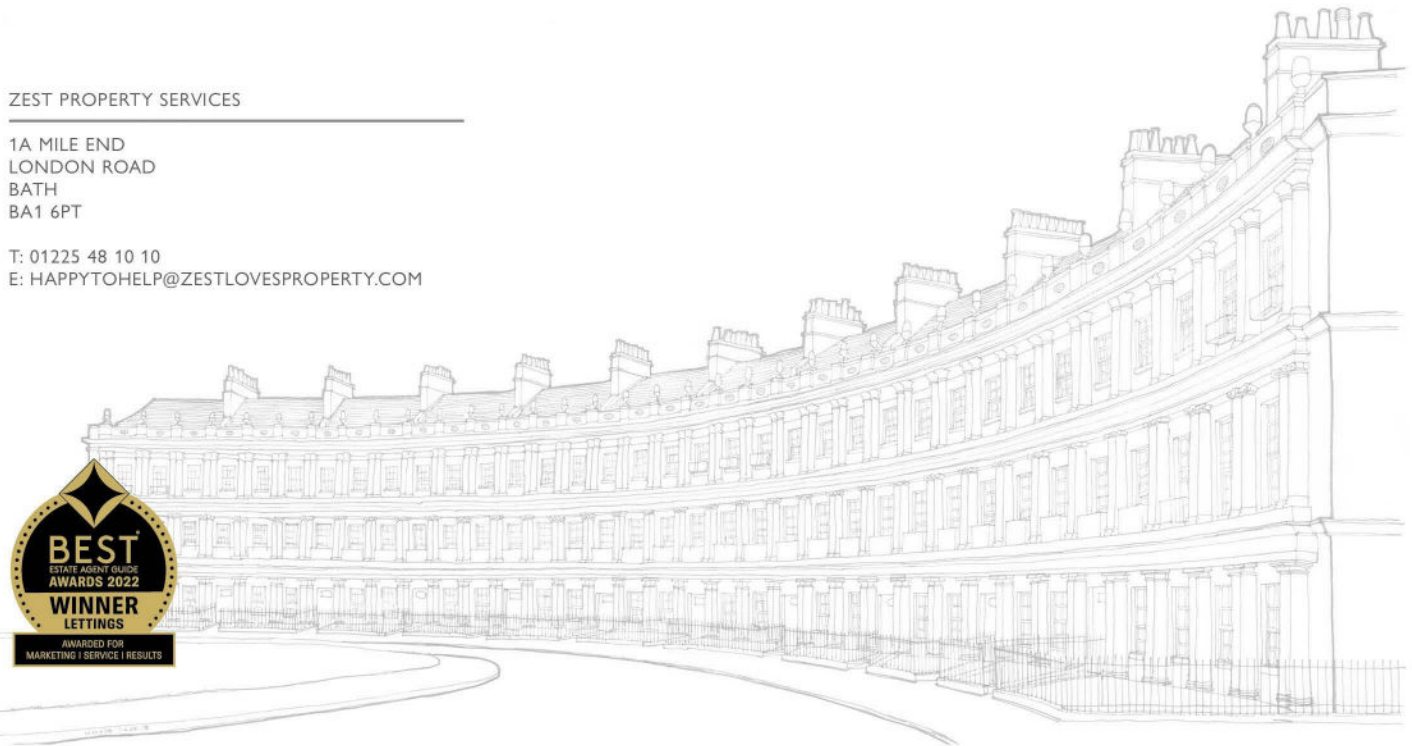 ZEST PROPERTY SERVICES
1A MILE END
LONDON ROAD
BATH
BA1 6PT
T: 01225 48 10 10
E: HAPPYTOHELP@ZESTLOVESPROPERTY.COM
BEST
ESTATE AGENT GUIDE
AWARDS 2022
WINNER
LETTINGS
AWARDED FOR
MARKETING | SERVICE | RESULTS